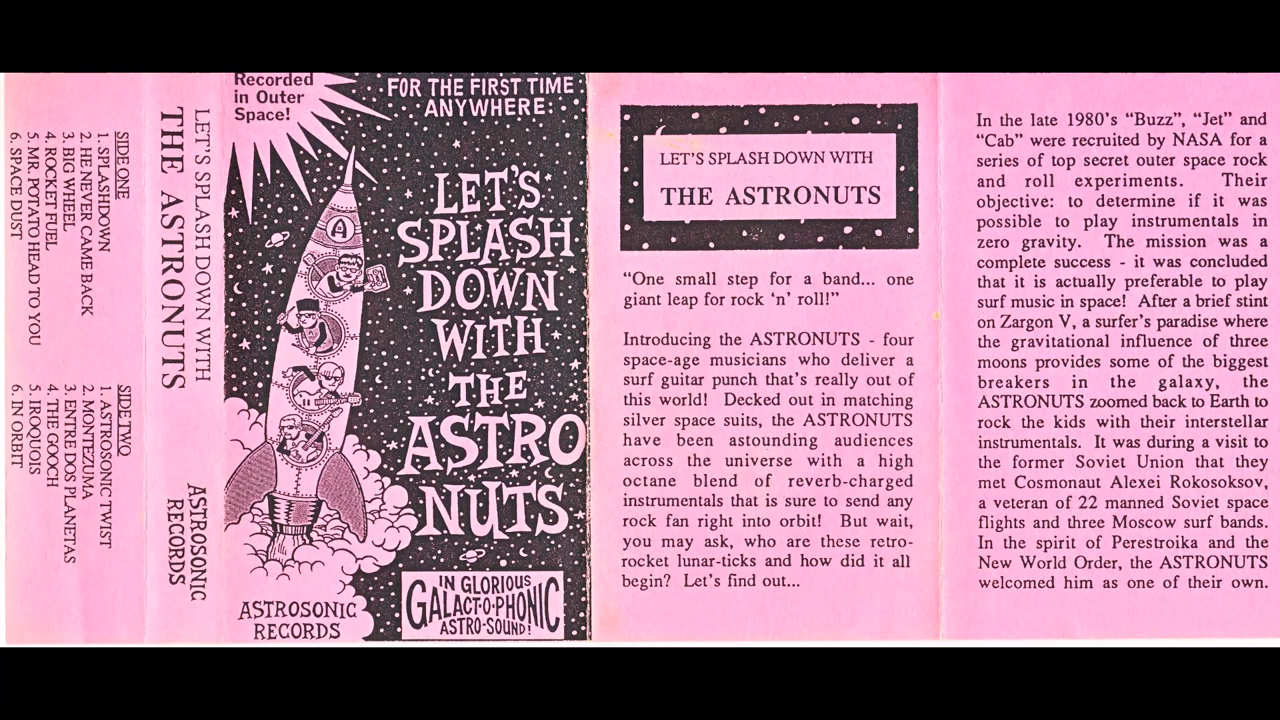 SIDE ONE
1. SPLASHDOWN
2. HE NEVER CAME BACK
3. BIG WHEEL
4. ROCKET FUEL
5. MR. POTATO HEAD TO YOU
6. SPACE DUST
SIDE TWO
1. ASTROSONIC TWIST
2. MONTEZUMA
3. ENTRE DOS PLANETAS
4. THE GOOCH
5. IROQUOIS
6. IN ORBIT
LET'S SPLASH DOWN WITH
THE ASTRONUTS
ASTROSONIC
RECORDS
Recorded
in Outer
Space!
FOR THE FIRST TIME
ANYWHERE:
LET'S
SPLASH
DOWN
WITH
THE
ASTRO
NUTS
A
IN GLORIOUS
GALACT-O-PHONIC
ASTRO-SOUND!
ASTROSONIC
RECORDS
LET'S SPLASH DOWN WITH
THE ASTRONUTS
“One small step for a band... one
giant leap for rock ‘n’ roll!”
Introducing the ASTRONUTS - four
space-age musicians who deliver a
surf guitar punch that's really out of
this world! Decked out in matching
silver space suits, the ASTRONUTS
have been astounding audiences
across the universe with a high
octane blend of reverb-charged
instrumentals that is sure to send any
rock fan right into orbit! But wait,
you may ask, who are these retro-
rocket lunar-ticks and how did it all
begin? Let's find out...
In the late 1980's “Buzz”, “Jet” and
“Cab” were recruited by NASA for a
series of top secret outer space rock
and roll experiments. Their
objective: to determine if it was
possible to play instrumentals in
zero gravity. The mission was a
complete success - it was concluded
that it is actually preferable to play
surf music in space! After a brief stint
on Zargon V, a surfer's paradise where
the gravitational influence of three
moons provides some of the biggest
breakers in the galaxy, the
ASTRONUTS zoomed back to Earth to
rock the kids with their interstellar
instrumentals. It was during a visit to
the former Soviet Union that they
met Cosmonaut Alexei Rokosoksov,
a veteran of 22 manned Soviet space
flights and three Moscow surf bands.
In the spirit of Perestroika and the
New World Order, the ASTRONUTS
welcomed him as one of their own.